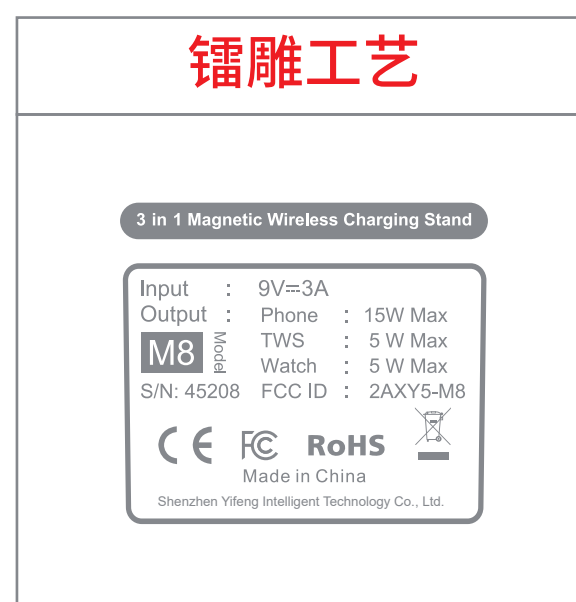 镭雕工艺
3 in 1 Magnetic Wireless Charging Stand
Input : 9V⎓3A
Output : Phone : 15W Max
M8 Model TWS : 5 W Max
Watch : 5 W Max
S/N: 45208 FCC ID : 2AXY5-M8
CE FC RoHS
Made in China
Shenzhen Yifeng Intelligent Technology Co., Ltd.